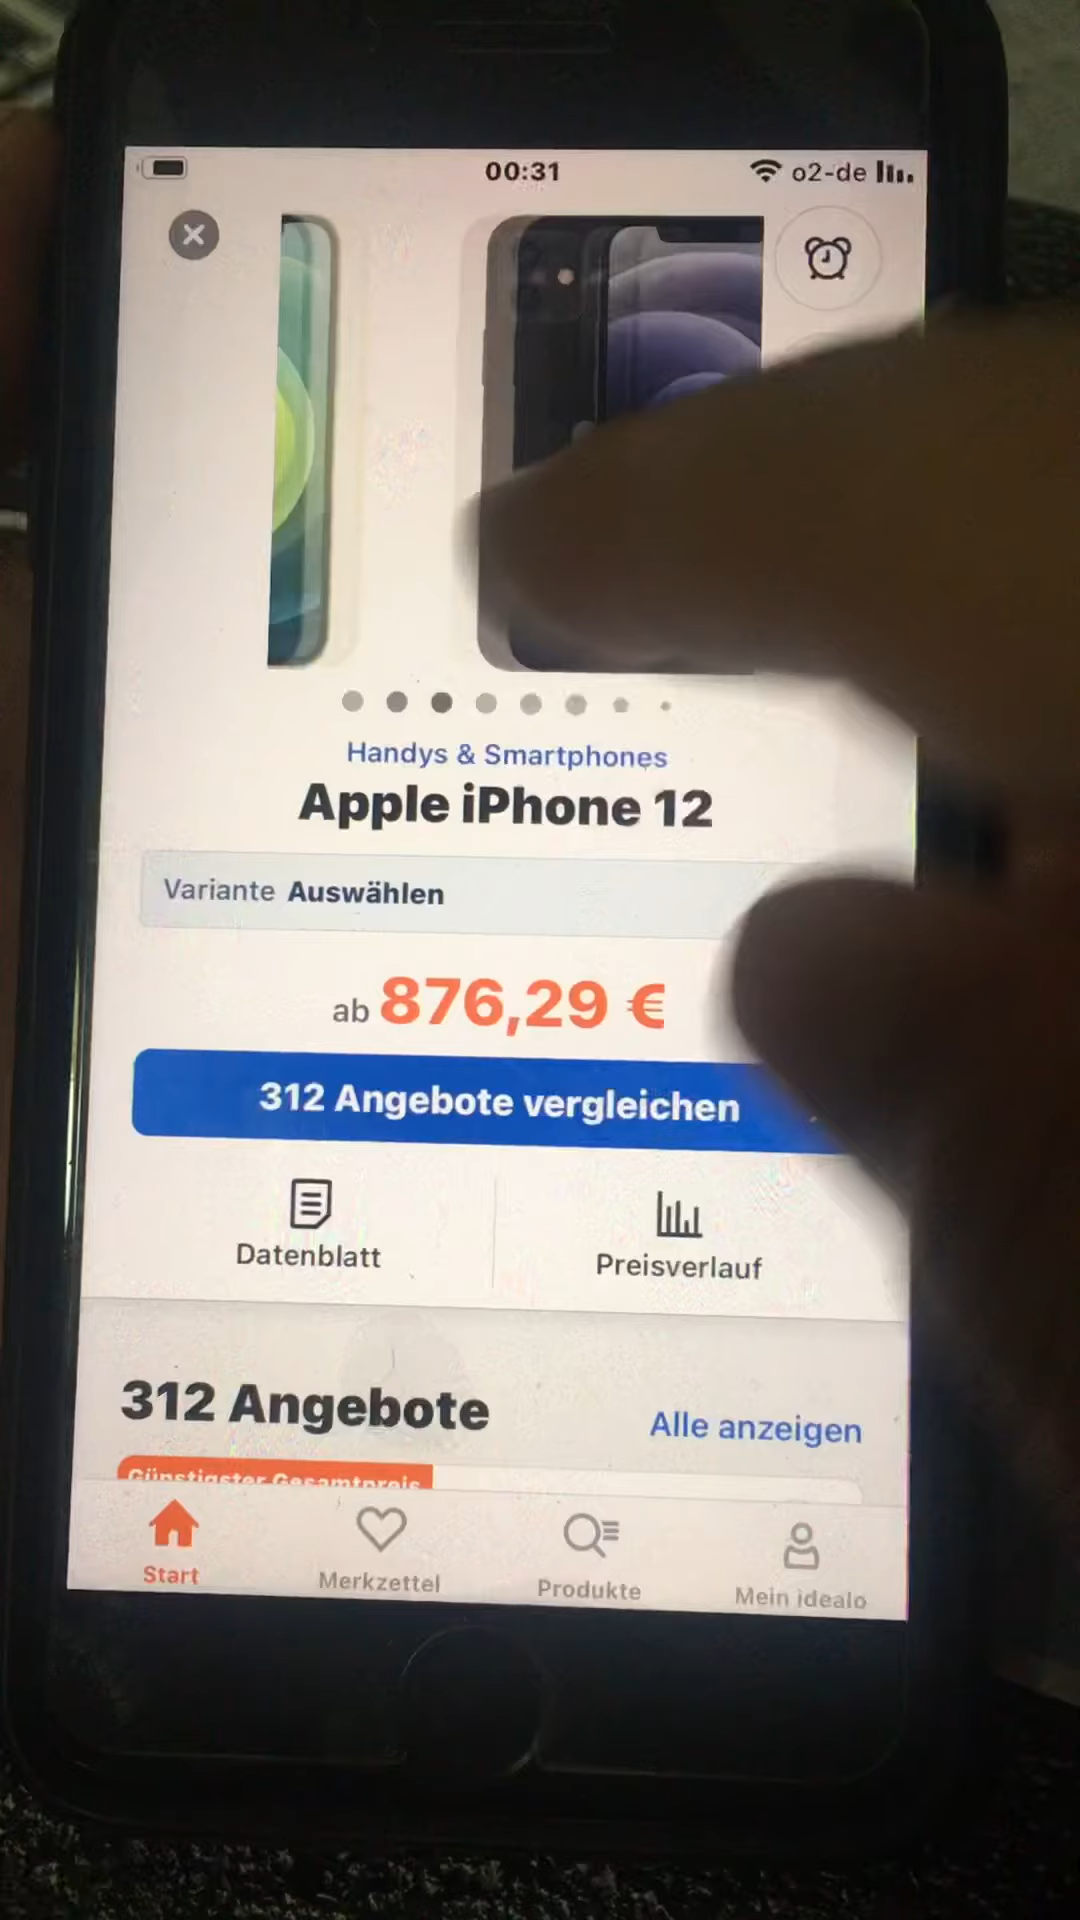 00:31
o2-de
Handys & Smartphones
Apple iPhone 12
Variante Auswählen
ab 876,29 €
312 Angebote vergleichen
Datenblatt
Preisverlauf
312 Angebote
Alle anzeigen
Günstigster Gesamtpreis
Start
Merkzettel
Produkte
Mein idealo